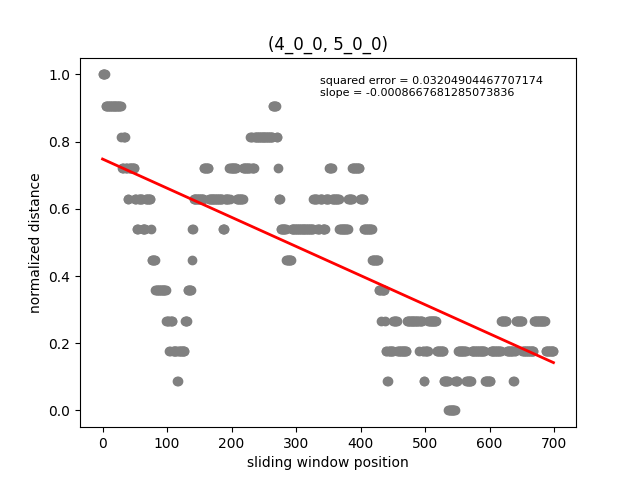 (4_0_0, 5_0_0)
squared error = 0.03204904467707174
slope = -0.0008667681285073836
normalized distance
1.0
0.8
0.6
0.4
0.2
0.0
0 100 200 300 400 500 600 700
sliding window position